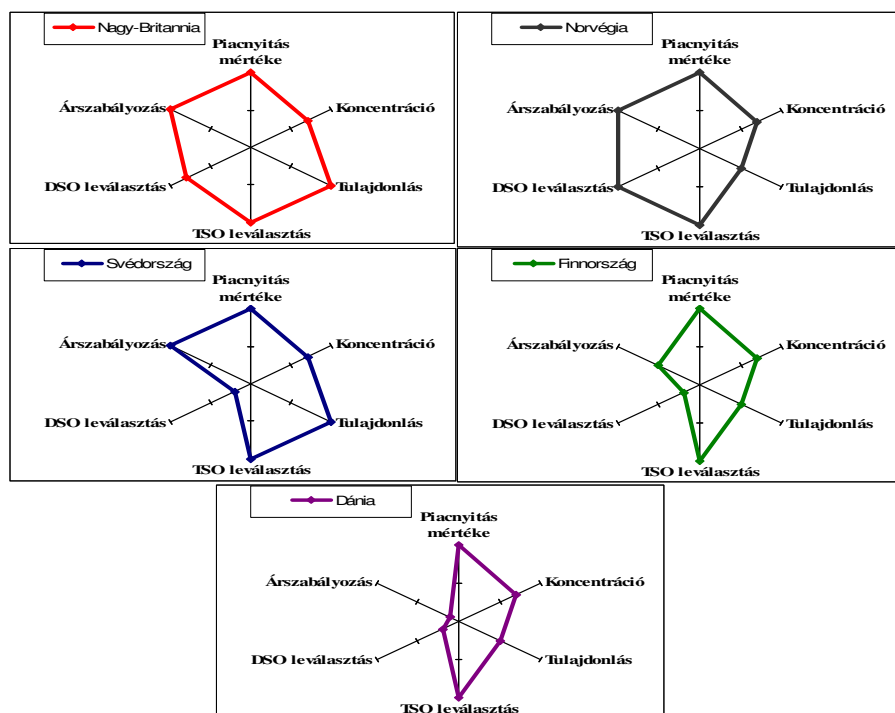 Nagy-Britannia
Piacnyitás
mértéke
Koncentráció
Tulajdonlás
TSO leválasztás
DSO leválasztás
Árszabályozás
Norvégia
Piacnyitás
mértéke
Koncentráció
Tulajdonlás
TSO leválasztás
DSO leválasztás
Árszabályozás
Svédország
Piacnyitás
mértéke
Koncentráció
Tulajdonlás
TSO leválasztás
DSO leválasztás
Árszabályozás
Finnország
Piacnyitás
mértéke
Koncentráció
Tulajdonlás
TSO leválasztás
DSO leválasztás
Árszabályozás
Dánia
Piacnyitás
mértéke
Koncentráció
Tulajdonlás
TSO leválasztás
DSO leválasztás
Árszabályozás